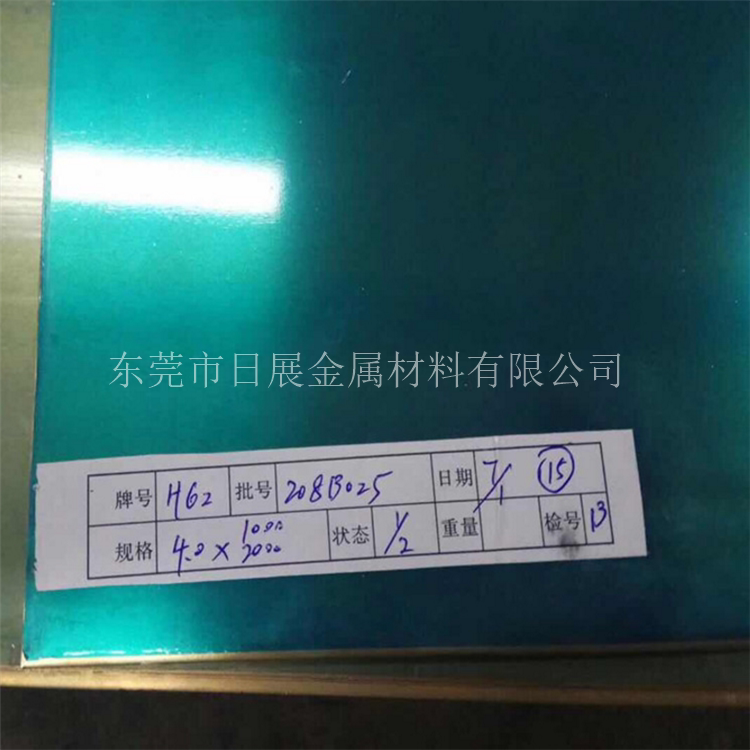 东莞市日展金属材料有限公司
牌号 H62 批号 208B025 日期 7/1 ⑮
规格 4.0×1000 2000 状态 1/2 重量 检号 13